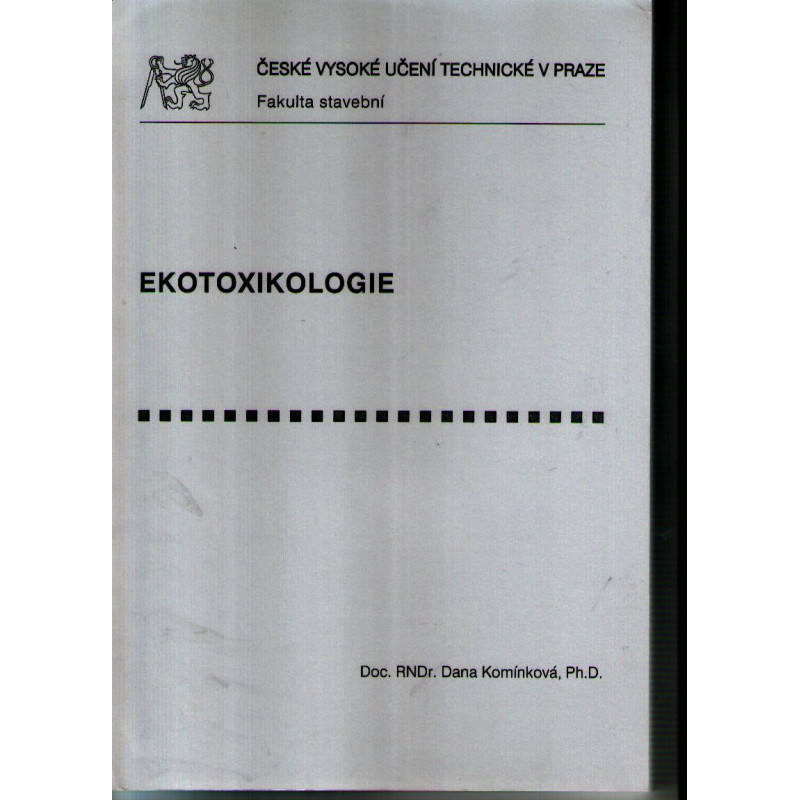 ČESKÉ VYSOKÉ UČENÍ TECHNICKÉ V PRAZE
Fakulta stavební
EKOTOXIKOLOGIE
Doc. RNDr. Dana Komínková, Ph.D.